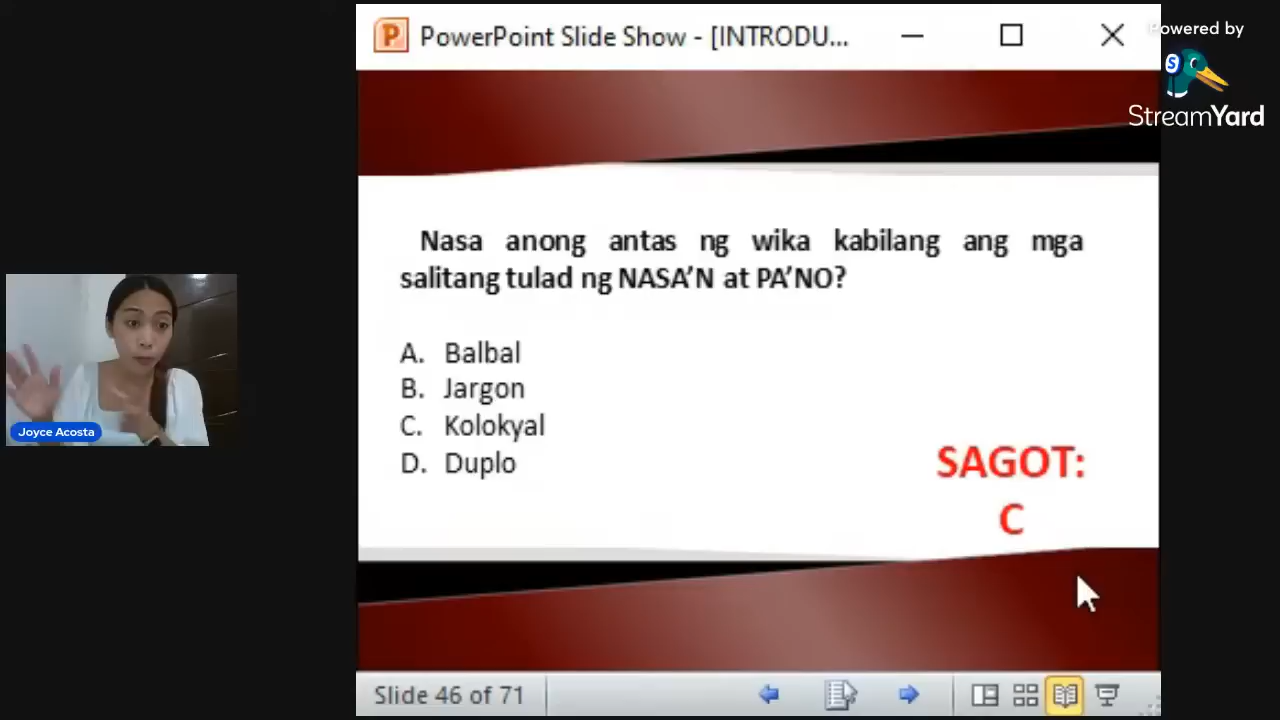 PowerPoint Slide Show - [INTRODU...
Powered by
StreamYard
Nasa anong antas ng wika kabilang ang mga
salitang tulad ng NASA'N at PA'NO?
A. Balbal
B. Jargon
C. Kolokyal
D. Duplo
SAGOT:
C
Joyce Acosta
Slide 46 of 71